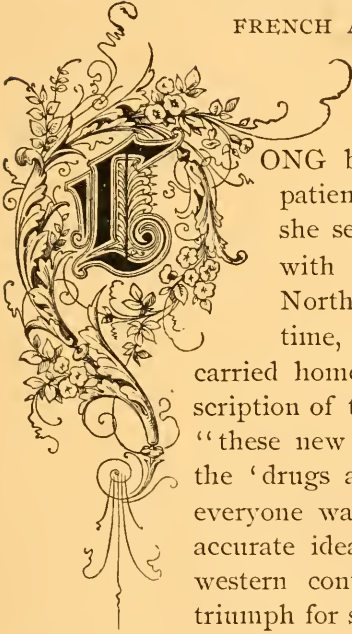 FRENCH A
LONG b
patien
she se
with
North
time,
carried home
scription of t
“these new
the ‘drugs a
everyone wa
accurate idea
western con
triumph for s